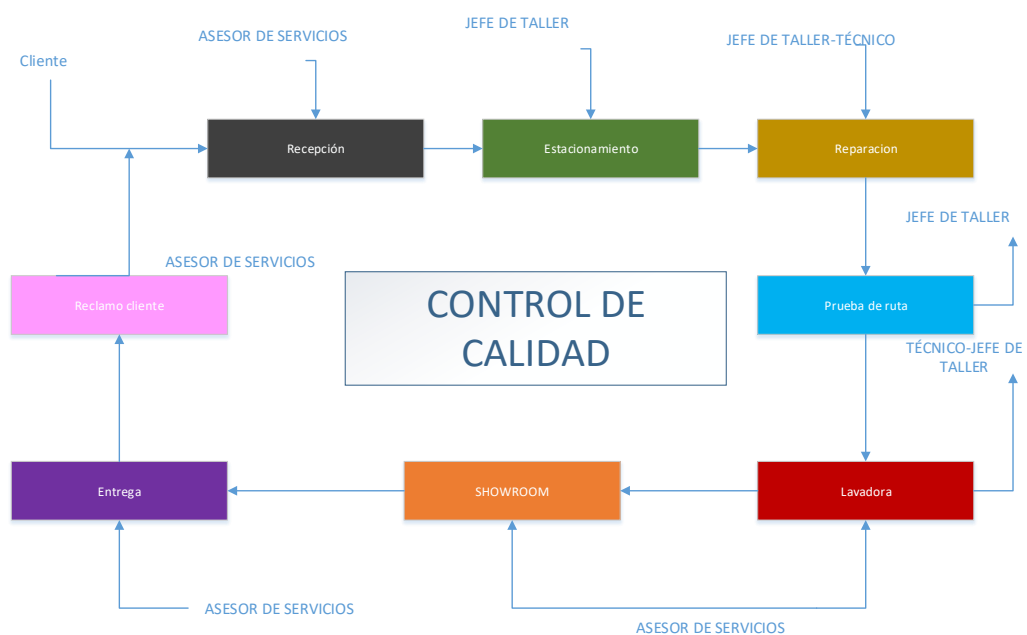 JEFE DE TALLER
ASESOR DE SERVICIOS
JEFE DE TALLER-TÉCNICO
Cliente
Recepción
Estacionamiento
Reparacion
JEFE DE TALLER
ASESOR DE SERVICIOS
Reclamo cliente
CONTROL DE
CALIDAD
Prueba de ruta
TÉCNICO-JEFE DE
TALLER
Entrega
SHOWROOM
Lavadora
ASESOR DE SERVICIOS
ASESOR DE SERVICIOS